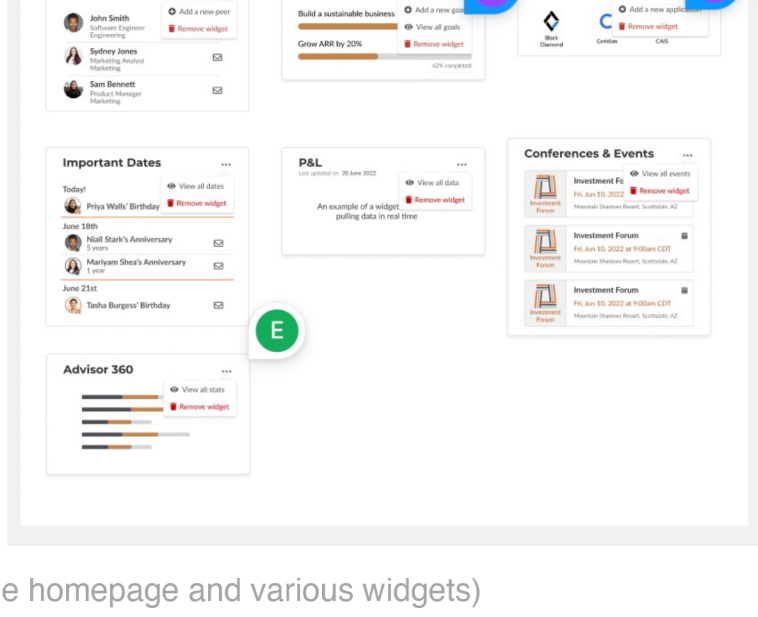 John Smith
Software Engineer
Engineering
Add a new peer
Remove widget
Sydney Jones
Marketing Analyst
Marketing
Sam Bennett
Product Manager
Marketing
Build a sustainable business
Add a new goal
View all goals
Grow ARR by 20%
Remove widget
42% completed!
Add a new application
Remove widget
Black
Diamond
Ceridian
CAIS
Important Dates
View all dates
Today!
Priya Walls' Birthday
Remove widget
June 18th
Niall Stark's Anniversary
5 years
Mariyam Shea's Anniversary
1 year
June 21st
Tasha Burgess' Birthday
P&L
Last updated on 20 June 2022
View all data
Remove widget
An example of a widget
pulling data in real time
Conferences & Events
View all events
Investment Fo
Remove widget
Fri, Jun 10, 2022
Mountain Shadows Resort, Scottsdale, AZ
Investment
Forum
Investment Forum
Fri, Jun 10, 2022 at 9:00am CDT
Mountain Shadows Resort, Scottsdale, AZ
Investment
Forum
Investment Forum
Fri, Jun 10, 2022 at 9:00am CDT
Mountain Shadows Resort, Scottsdale, AZ
Investment
Forum
E
Advisor 360
View all stats
Remove widget
e homepage and various widgets)